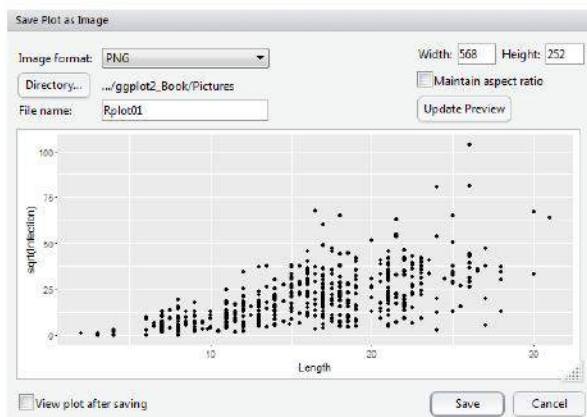 Save Plot as Image
Image format: PNG
Width: 568 Height: 252
Directory... .../ggplot2_Book/Pictures
Maintain aspect ratio
File name: Rplot01
Update Preview
100
75
50
25
0
sqrt(Infection)
10 20 30
Length
View plot after saving
Save Cancel